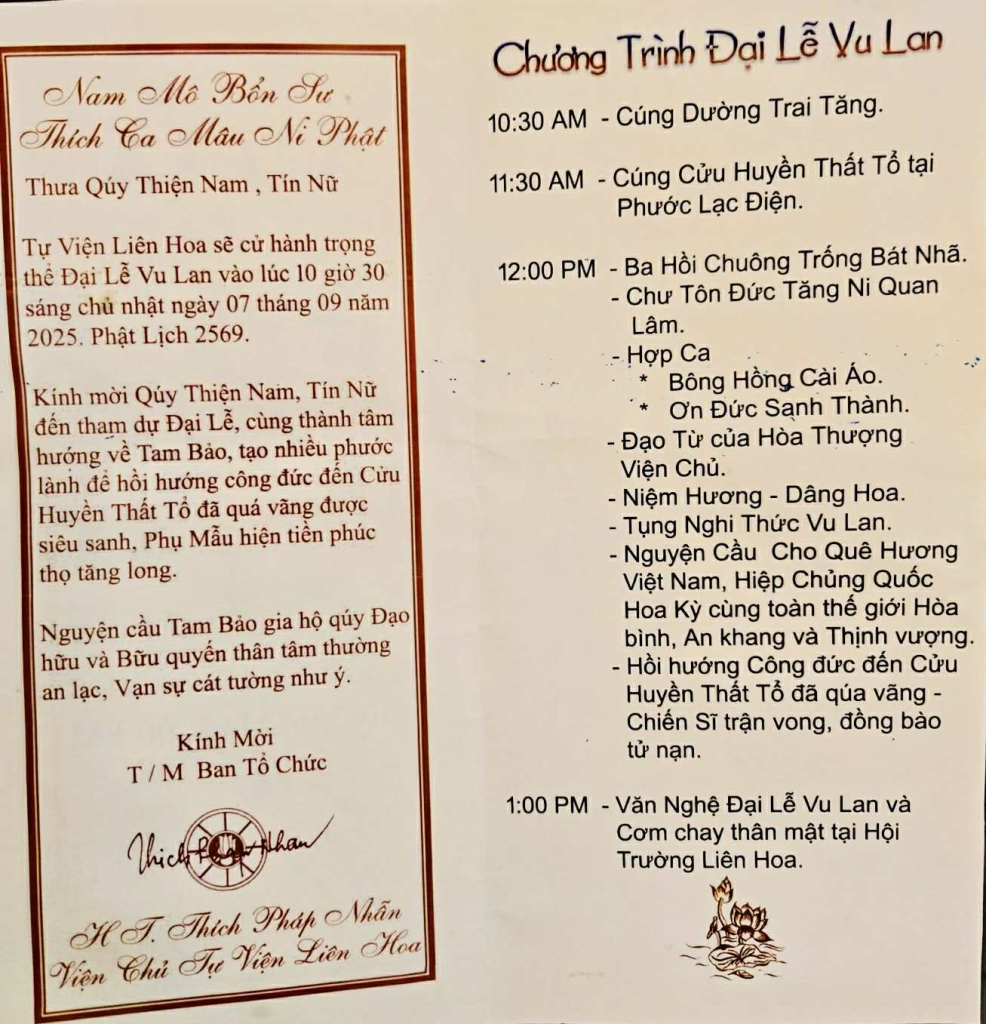 Nam Mô Bổn Sư
Thích Ca Mâu Ni Phật
Thưa Qúy Thiện Nam , Tín Nữ
Tự Viện Liên Hoa sẽ cử hành trọng
thể Đại Lễ Vu Lan vào lúc 10 giờ 30
sáng chủ nhật ngày 07 tháng 09 năm
2025. Phật Lịch 2569.
Kính mời Qúy Thiện Nam, Tín Nữ
đến tham dự Đại Lễ, cùng thành tâm
hướng về Tam Bảo, tạo nhiều phước
lành để hồi hướng công đức đến Cửu
Huyền Thất Tổ đã quá vãng được
siêu sanh, Phụ Mẫu hiện tiền phúc
thọ tăng long.
Nguyện cầu Tam Bảo gia hộ qúy Đạo
hữu và Bữu quyến thân tâm thường
an lạc, Vạn sự cát tường như ý.
Kính Mời
T / M Ban Tổ Chức
H T. Thích Pháp Nhẫn
Viện Chủ Tự Viện Liên Hoa
Chương Trình Đại Lễ Vu Lan
10:30 AM - Cúng Dường Trai Tăng.
11:30 AM - Cúng Cửu Huyền Thất Tổ tại
Phước Lạc Điện.
12:00 PM - Ba Hồi Chuông Trống Bát Nhã.
- Chư Tôn Đức Tăng Ni Quan
Lâm.
- Hợp Ca
* Bông Hồng Cài Áo.
* Ơn Đức Sanh Thành.
- Đạo Từ của Hòa Thượng
Viện Chủ.
- Niệm Hương - Dâng Hoa.
- Tụng Nghi Thức Vu Lan.
- Nguyện Cầu Cho Quê Hương
Việt Nam, Hiệp Chủng Quốc
Hoa Kỳ cùng toàn thế giới Hòa
bình, An khang và Thịnh vượng.
- Hồi hướng Công đức đến Cửu
Huyền Thất Tổ đã qúa vãng -
Chiến Sĩ trận vong, đồng bào
tử nạn.
1:00 PM - Văn Nghệ Đại Lễ Vu Lan và
Cơm chay thân mật tại Hội
Trường Liên Hoa.